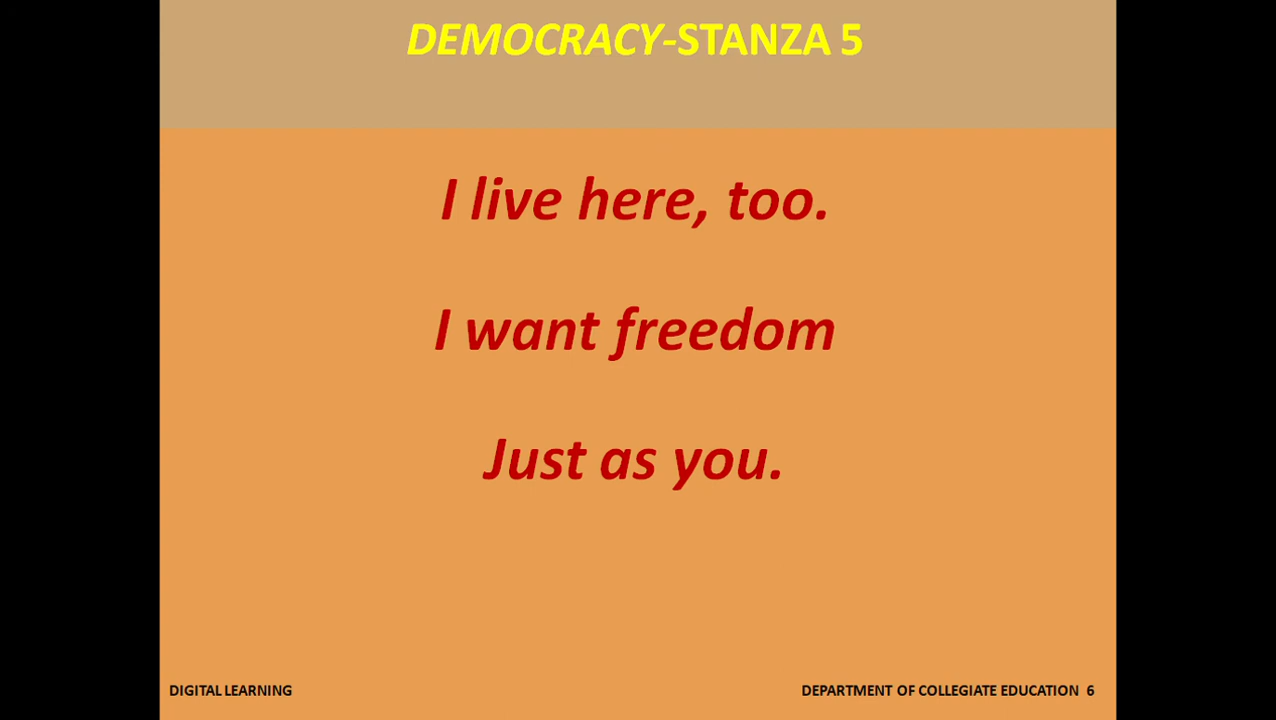 DEMOCRACY-STANZA 5
I live here, too.
I want freedom
Just as you.
DIGITAL LEARNING
DEPARTMENT OF COLLEGIATE EDUCATION 6